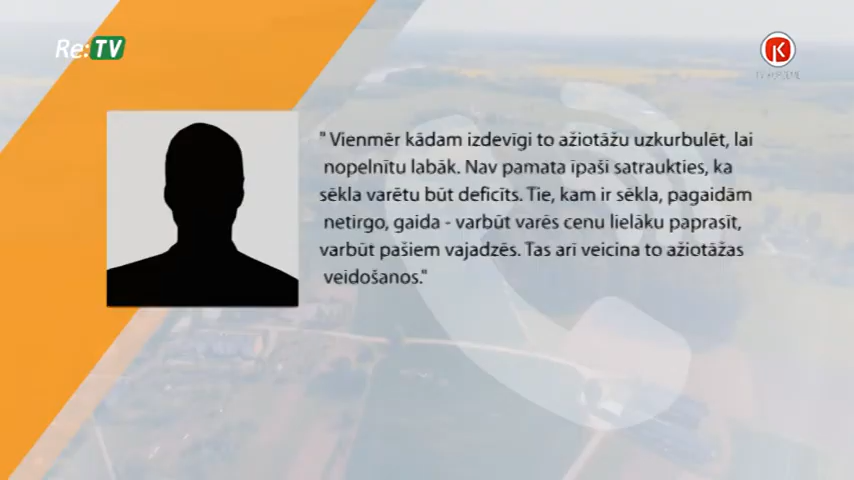 Re:TV
" Vienmēr kādam izdevīgi to ažiotāžu uzkurbulēt, lai
nopelnītu labāk. Nav pamata īpaši satraukties, ka
sēkla varētu būt deficīts. Tie, kam ir sēkla, pagaidām
netirgo, gaida - varbūt varēs cenu lielāku paprasīt,
varbūt pašiem vajadzēs. Tas arī veicina to ažiotāžas
veidošanos."